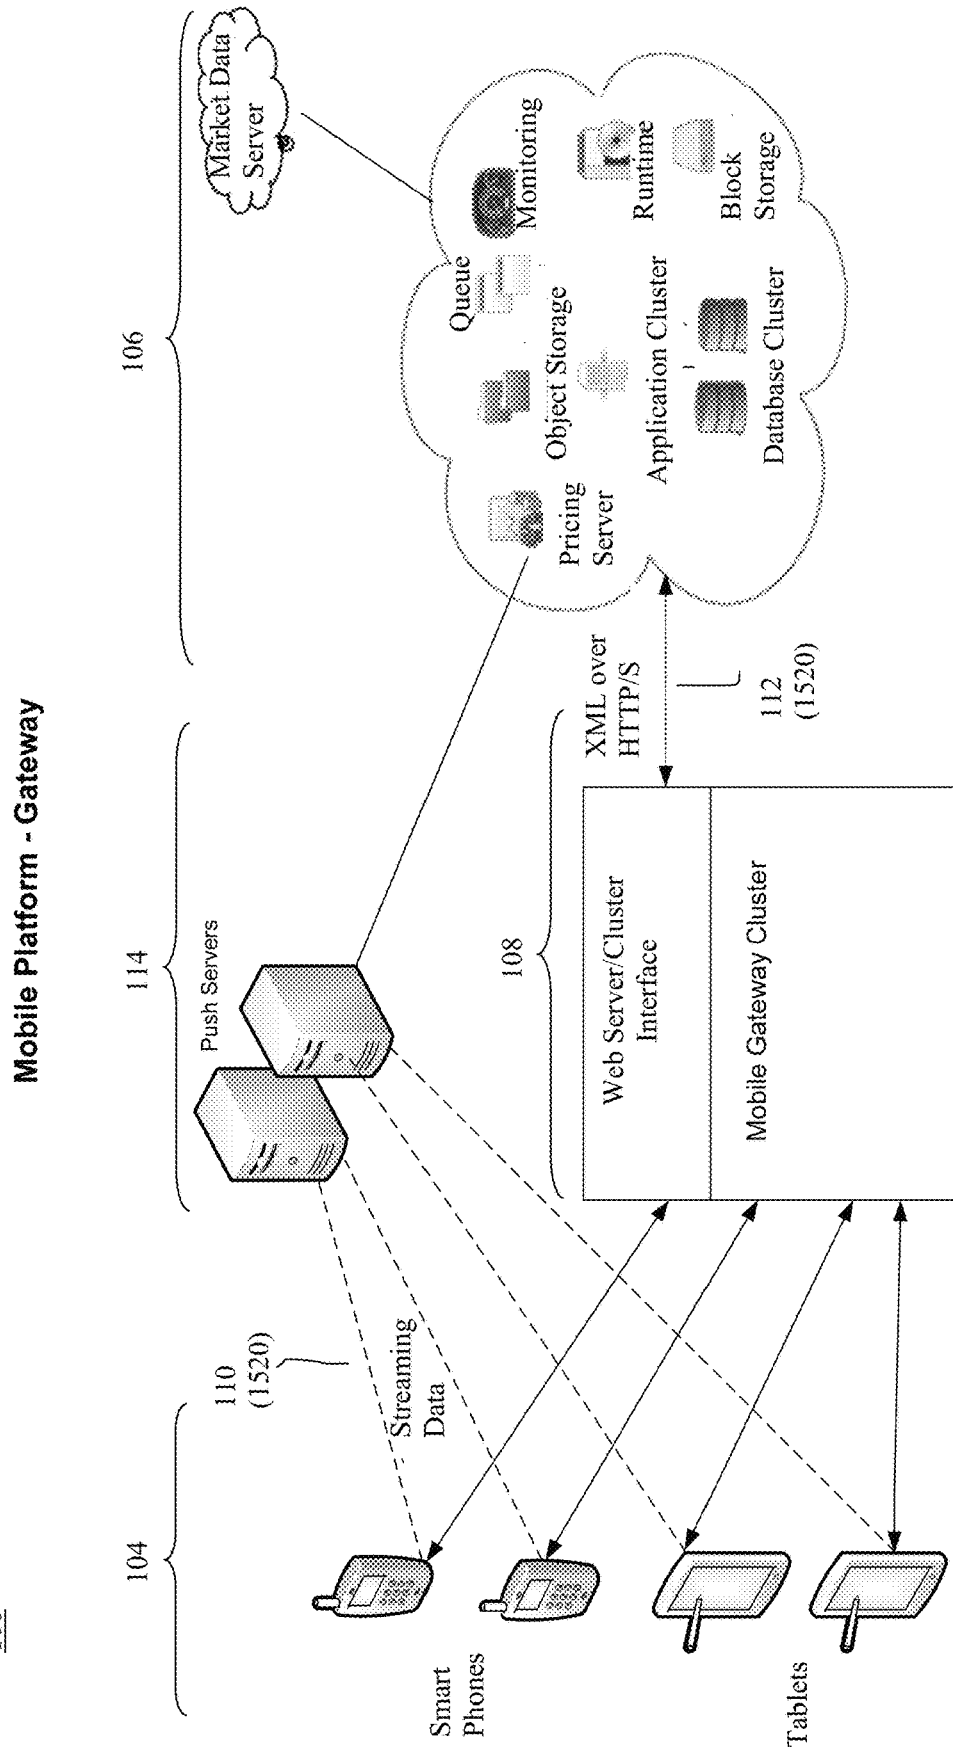 Mobile Platform - Gateway
104
114
106
110
(1520)
Push Servers
Market Data
Server
Smart
Phones
Streaming
Data
108
XML over
HTTP/S
112
(1520)
Web Server/Cluster
Interface
Mobile Gateway Cluster
Pricing
Server
Queue
Object Storage
Monitoring
Application Cluster
Runtime
Database Cluster
Block
Storage
Tablets